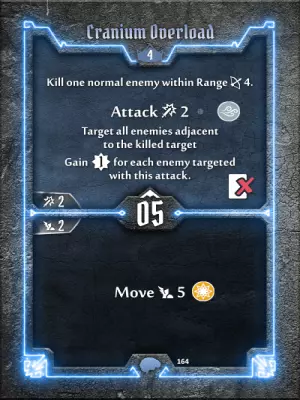 Cranium Overload
4
Kill one normal enemy within Range 4.
Attack 2
Target all enemies adjacent
to the killed target
Gain 1 for each enemy targeted
with this attack.
2
05
2
Move 5
164